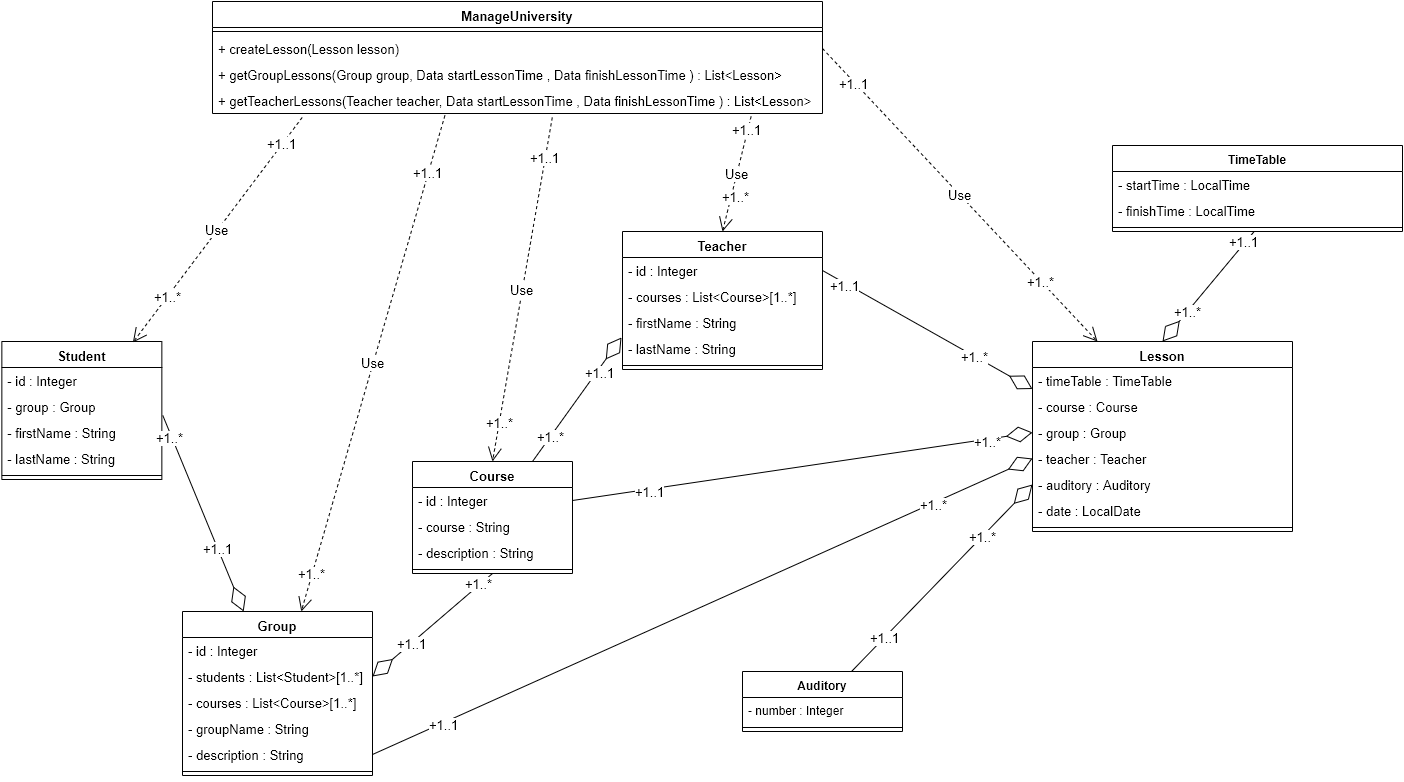 ManageUniversity
+ createLesson(Lesson lesson)
+ getGroupLessons(Group group, Data startLessonTime , Data finishLessonTime ) : List<Lesson>
+ getTeacherLessons(Teacher teacher, Data startLessonTime , Data finishLessonTime ) : List<Lesson>
+1..1
+1..1
+1..1
+1..1
+1..1
Use
Use
Use
Use
Use
+1..*
+1..*
+1..*
+1..*
+1..*
TimeTable
- startTime : LocalTime
- finishTime : LocalTime
+1..1
+1..*
Teacher
- id : Integer
- courses : List<Course>[1..*]
- firstName : String
- lastName : String
+1..1
+1..*
+1..1
+1..*
Student
- id : Integer
- group : Group
- firstName : String
- lastName : String
+1..*
+1..1
Lesson
- timeTable : TimeTable
- course : Course
- group : Group
- teacher : Teacher
- auditory : Auditory
- date : LocalDate
+1..*
+1..1
+1..*
+1..1
+1..*
+1..1
Course
- id : Integer
- course : String
- description : String
+1..*
+1..1
Group
- id : Integer
- students : List<Student>[1..*]
- courses : List<Course>[1..*]
- groupName : String
- description : String
Auditory
- number : Integer